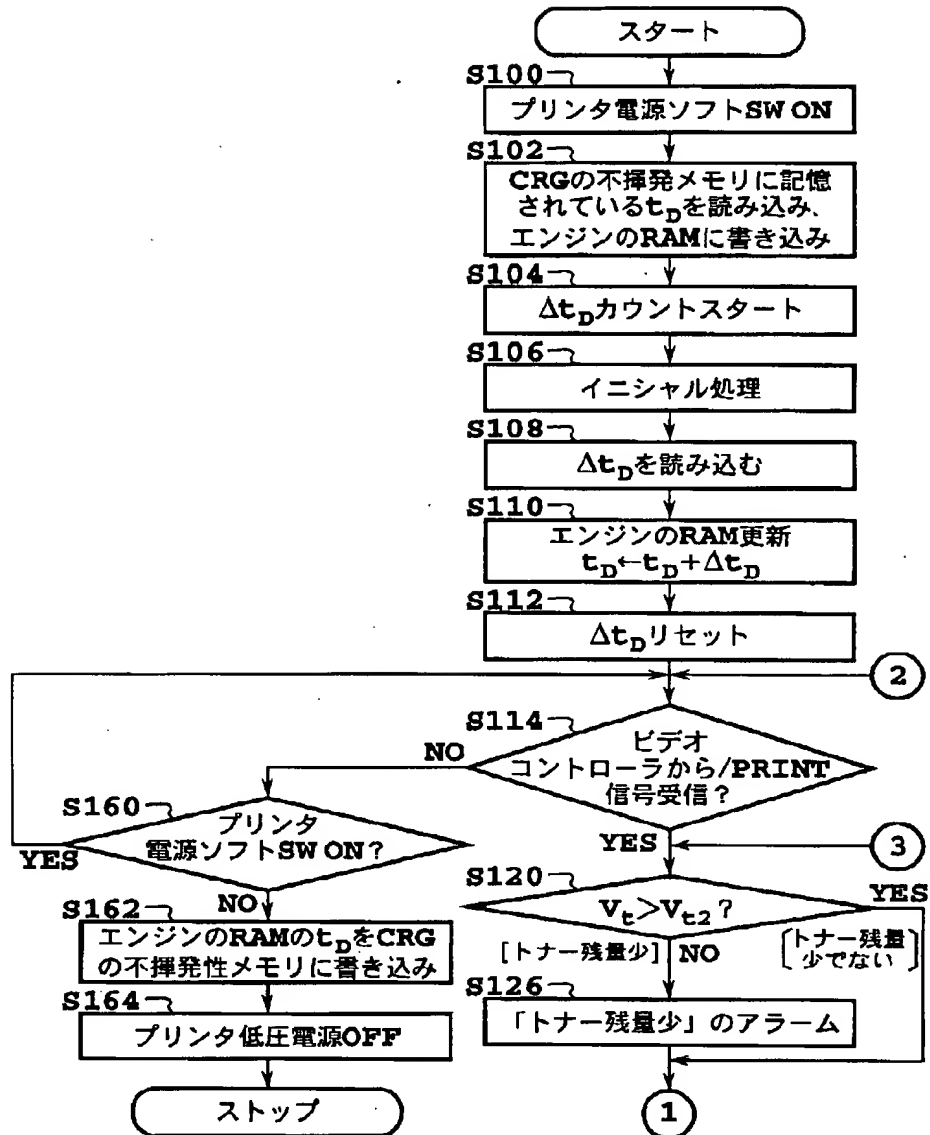 スタート
S100
プリンタ電源ソフトSW ON
S102
CRGの不揮発メモリに記憶
されているtDを読み込み、
エンジンのRAMに書き込み
S104
ΔtDカウントスタート
S106
イニシャル処理
S108
ΔtDを読み込む
S110
エンジンのRAM更新
tD←tD+ΔtD
S112
ΔtDリセット
2
S114
ビデオ
コントローラから/PRINT
信号受信?
NO
YES
S160
プリンタ
電源ソフトSW ON?
YES
NO
3
S120
Vt>Vt2?
YES
[トナー残量少]
NO
[トナー残量
少でない]
S162
エンジンのRAMのtDをCRG
の不揮発性メモリに書き込み
S126
「トナー残量少」のアラーム
S164
プリンタ低圧電源OFF
ストップ
1